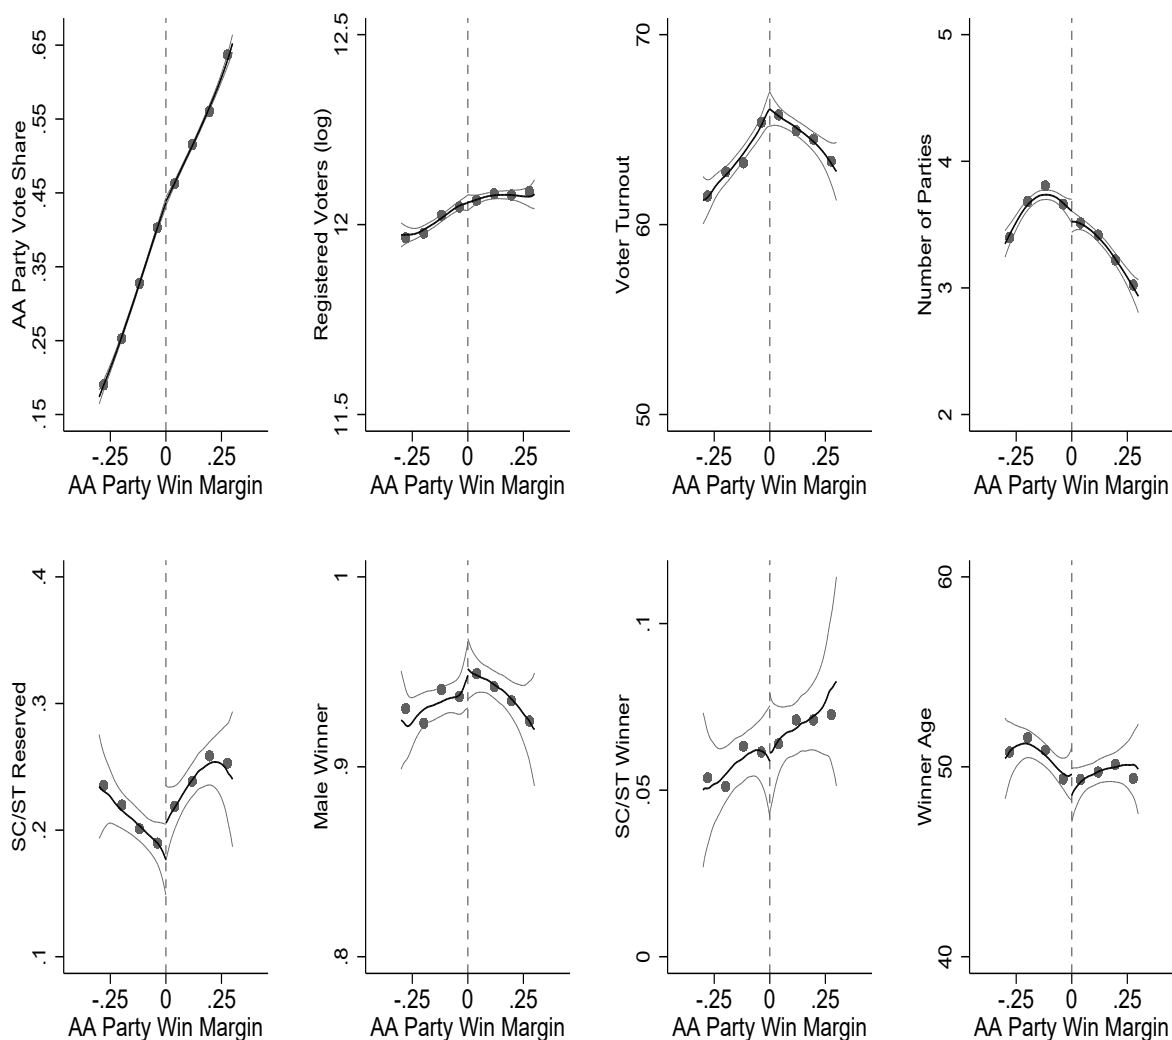 AA Party Vote Share
.15 .25 .35 .45 .55 .65
-.25 0 .25
AA Party Win Margin
Registered Voters (log)
11.5 12 12.5
-.25 0 .25
AA Party Win Margin
Voter Turnout
50 60 70
-.25 0 .25
AA Party Win Margin
Number of Parties
2 3 4 5
-.25 0 .25
AA Party Win Margin
SC/ST Reserved
.1 .2 .3 .4
-.25 0 .25
AA Party Win Margin
Male Winner
.8 .9 1
-.25 0 .25
AA Party Win Margin
SC/ST Winner
0 .05 .1
-.25 0 .25
AA Party Win Margin
Winner Age
40 50 60
-.25 0 .25
AA Party Win Margin